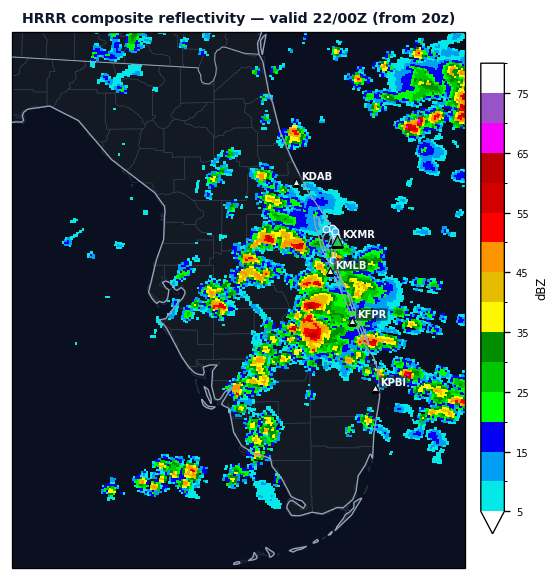 HRRR composite reflectivity — valid 22/00Z (from 20z)
KDAB
KXMR
KMLB
KFPR
KPBI
75
65
55
45
35
25
15
5
dBZ